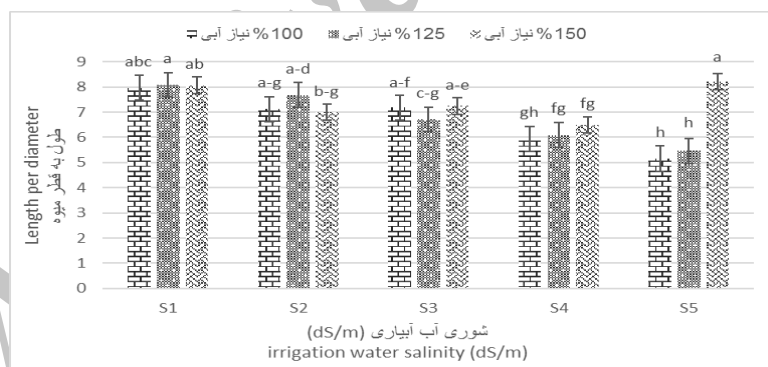 %100 نیاز آبی %125 نیاز آبی %150 نیاز آبی
abc a ab a-g a-d b-g a-f c-g a-e gh fg fg h h a
9
8
7
6
5
4
3
2
1
0
Length per diameter
طول به قطر میوه
S1 S2 S3 S4 S5
شوری آب آبیاری (dS/m)
irrigation water salinity (dS/m)